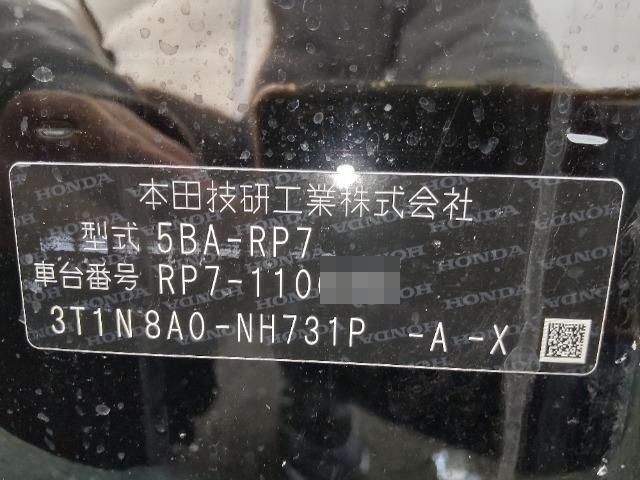 本田技研工業株式会社
型式 5BA-RP7
車台番号 RP7-110
3T1N8A0-NH731P -A -X